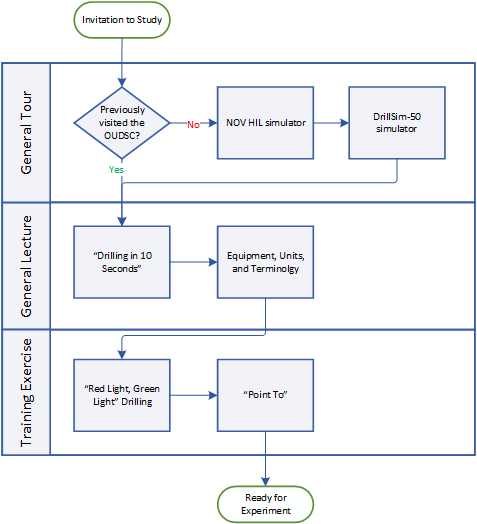 Invitation to Study
General Tour
Previously
visited the
OUDSC?
No
NOV HIL simulator
DrillSim-50
simulator
Yes
General Lecture
“Drilling in 10
Seconds”
Equipment, Units,
and Terminolgy
Training Exercise
“Red Light, Green
Light” Drilling
“Point To”
Ready for
Experiment